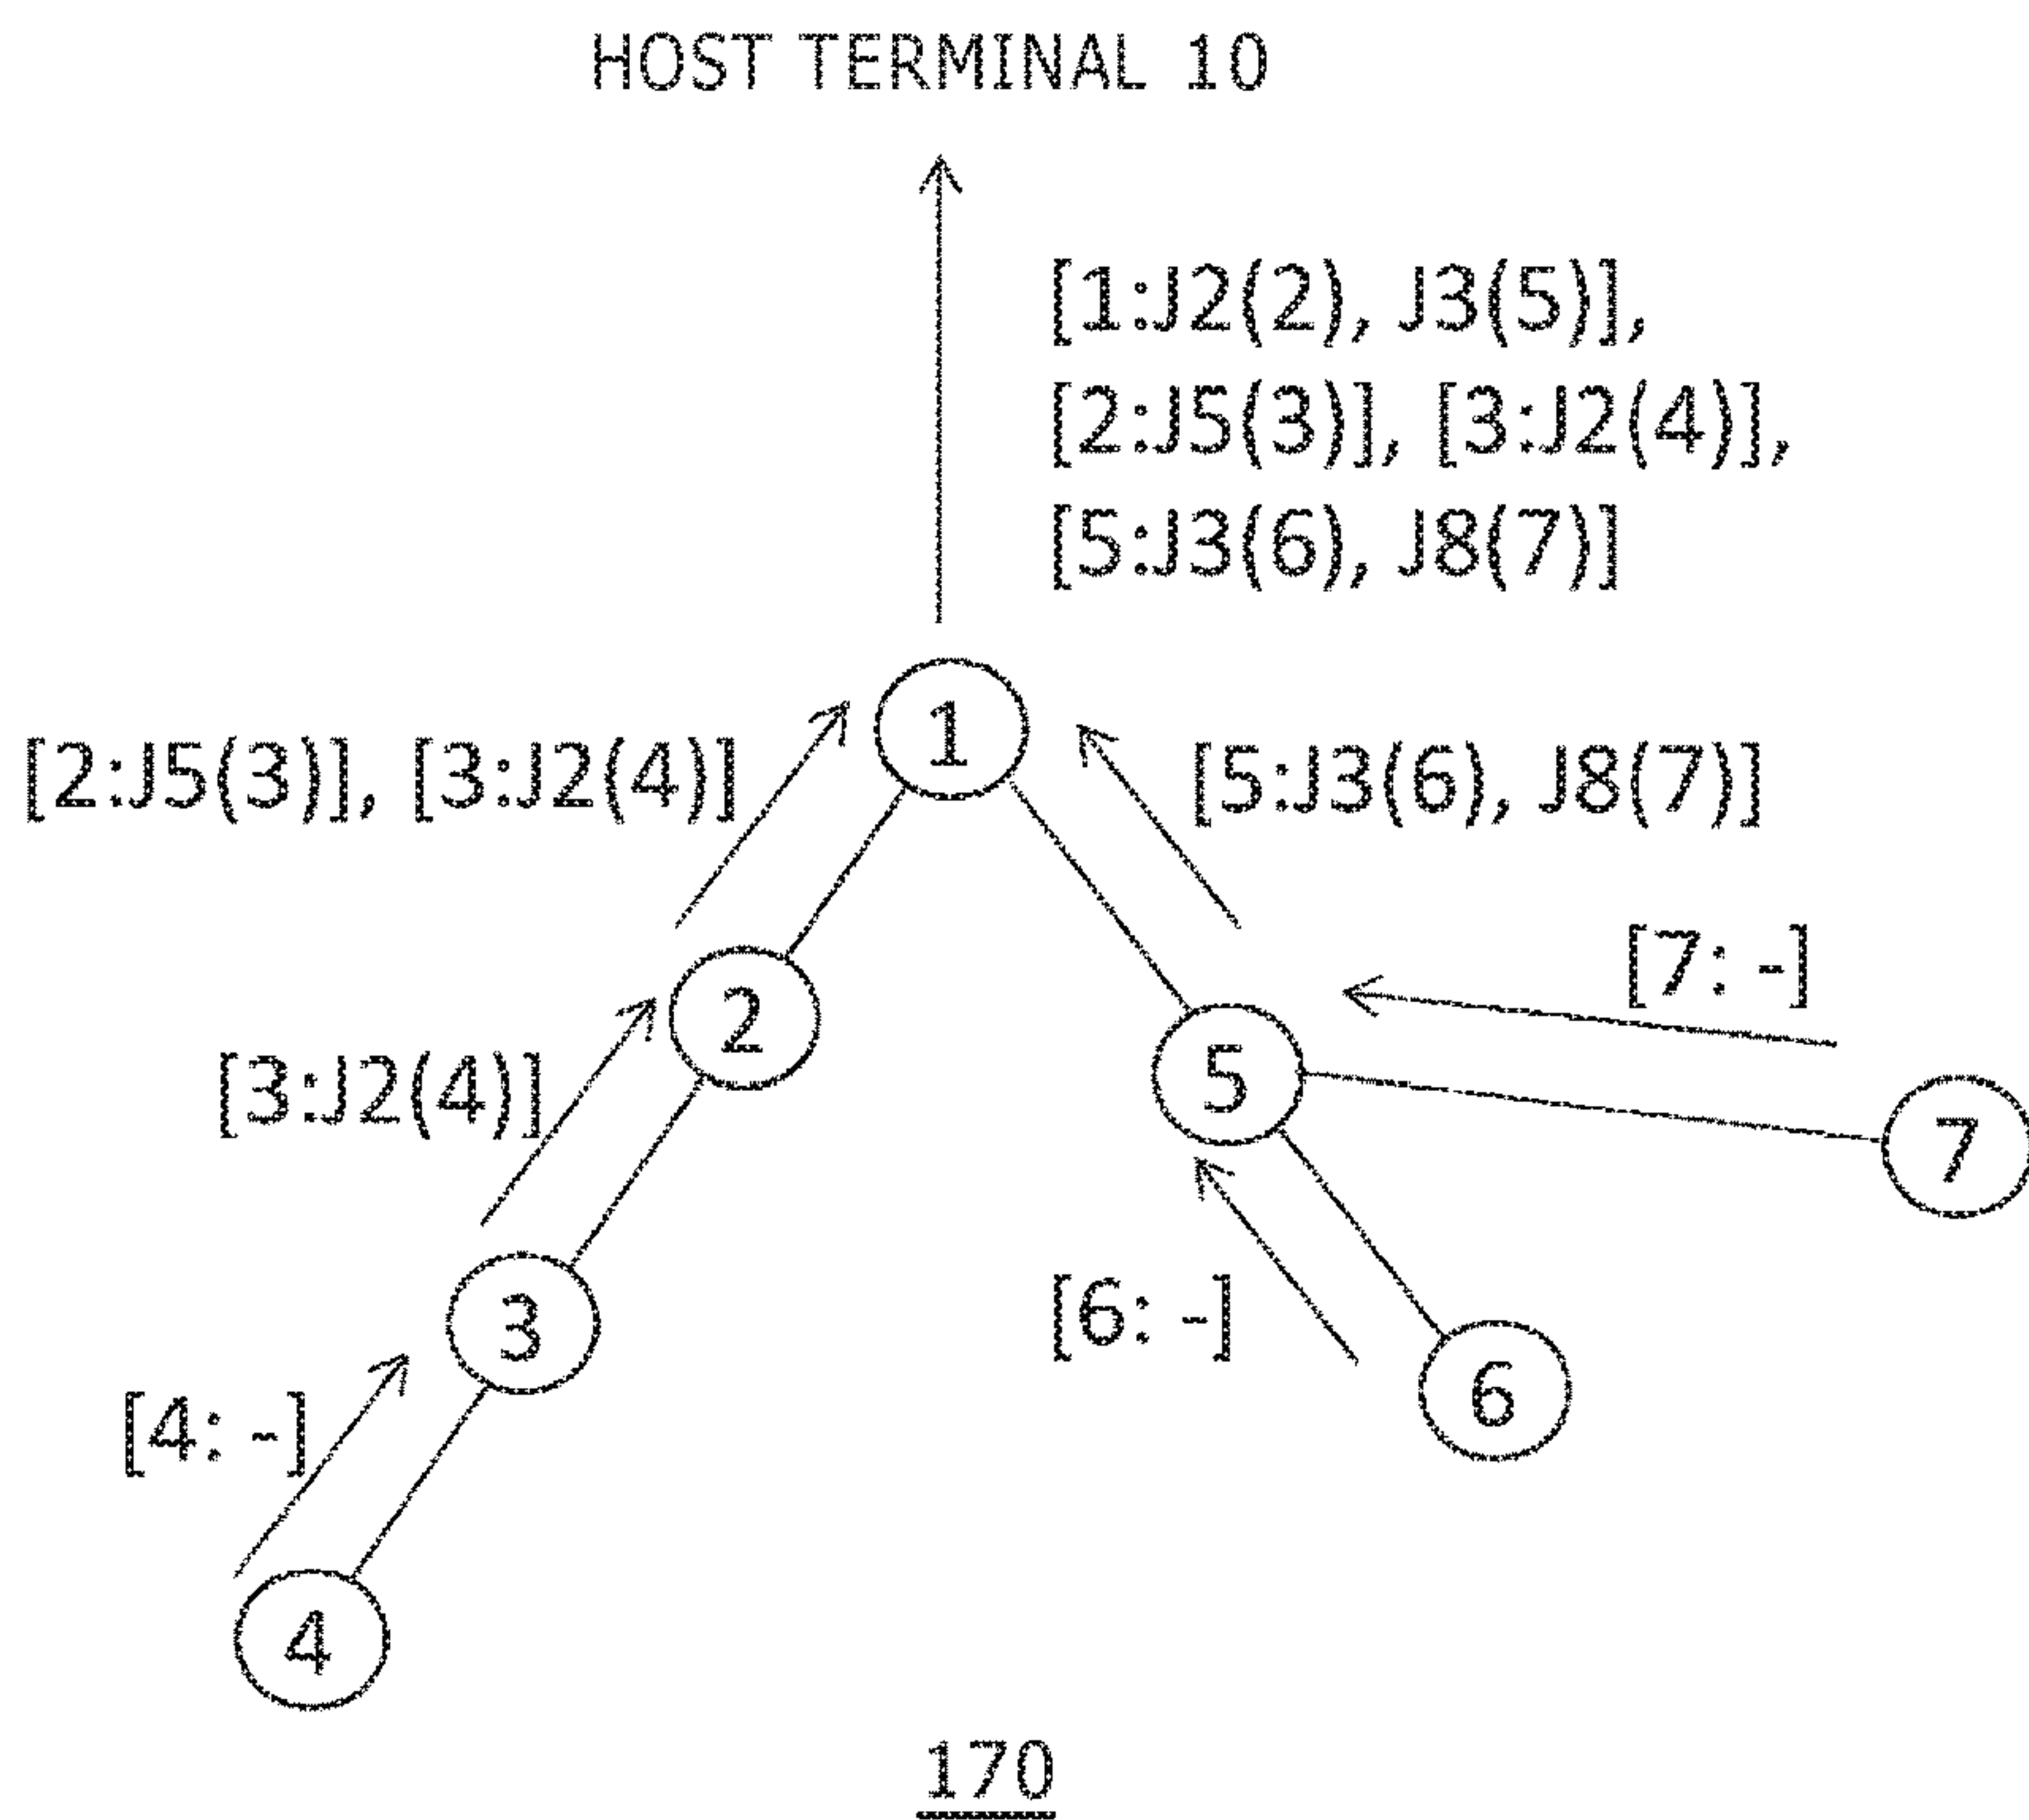 HOST TERMINAL 10
[1:J2(2), J3(5)],
[2:J5(3)], [3:J2(4)],
[5:J3(6), J8(7)]
1
[2:J5(3)], [3:J2(4)]
[5:J3(6), J8(7)]
[7: -]
2
[3:J2(4)]
5
7
3
[6: -]
6
[4: -]
4
170